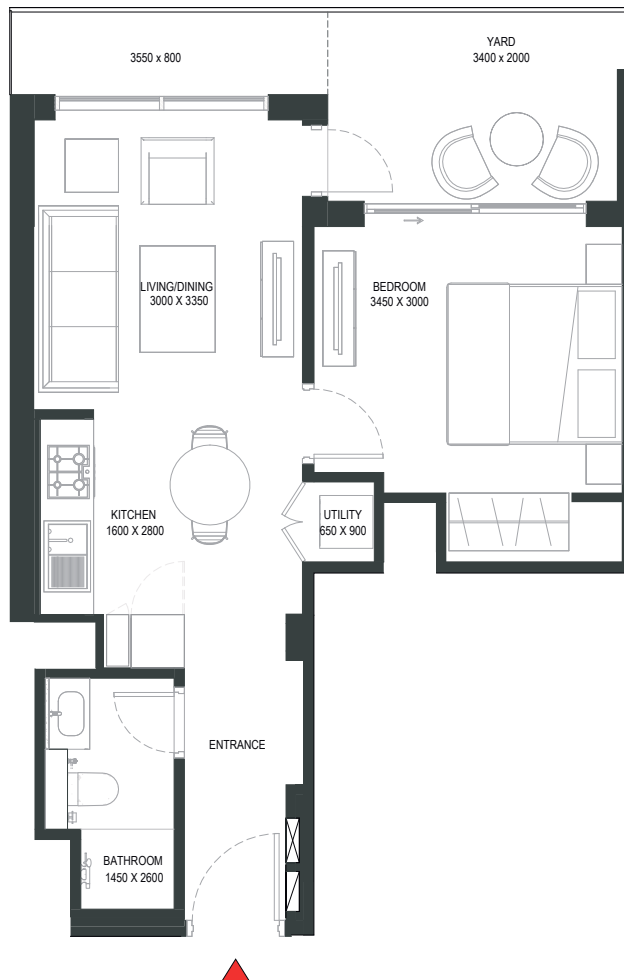 3550 x 800
YARD
3400 x 2000
LIVING/DINING
3000 X 3350
BEDROOM
3450 X 3000
KITCHEN
1600 X 2800
UTILITY
650 X 900
ENTRANCE
BATHROOM
1450 X 2600